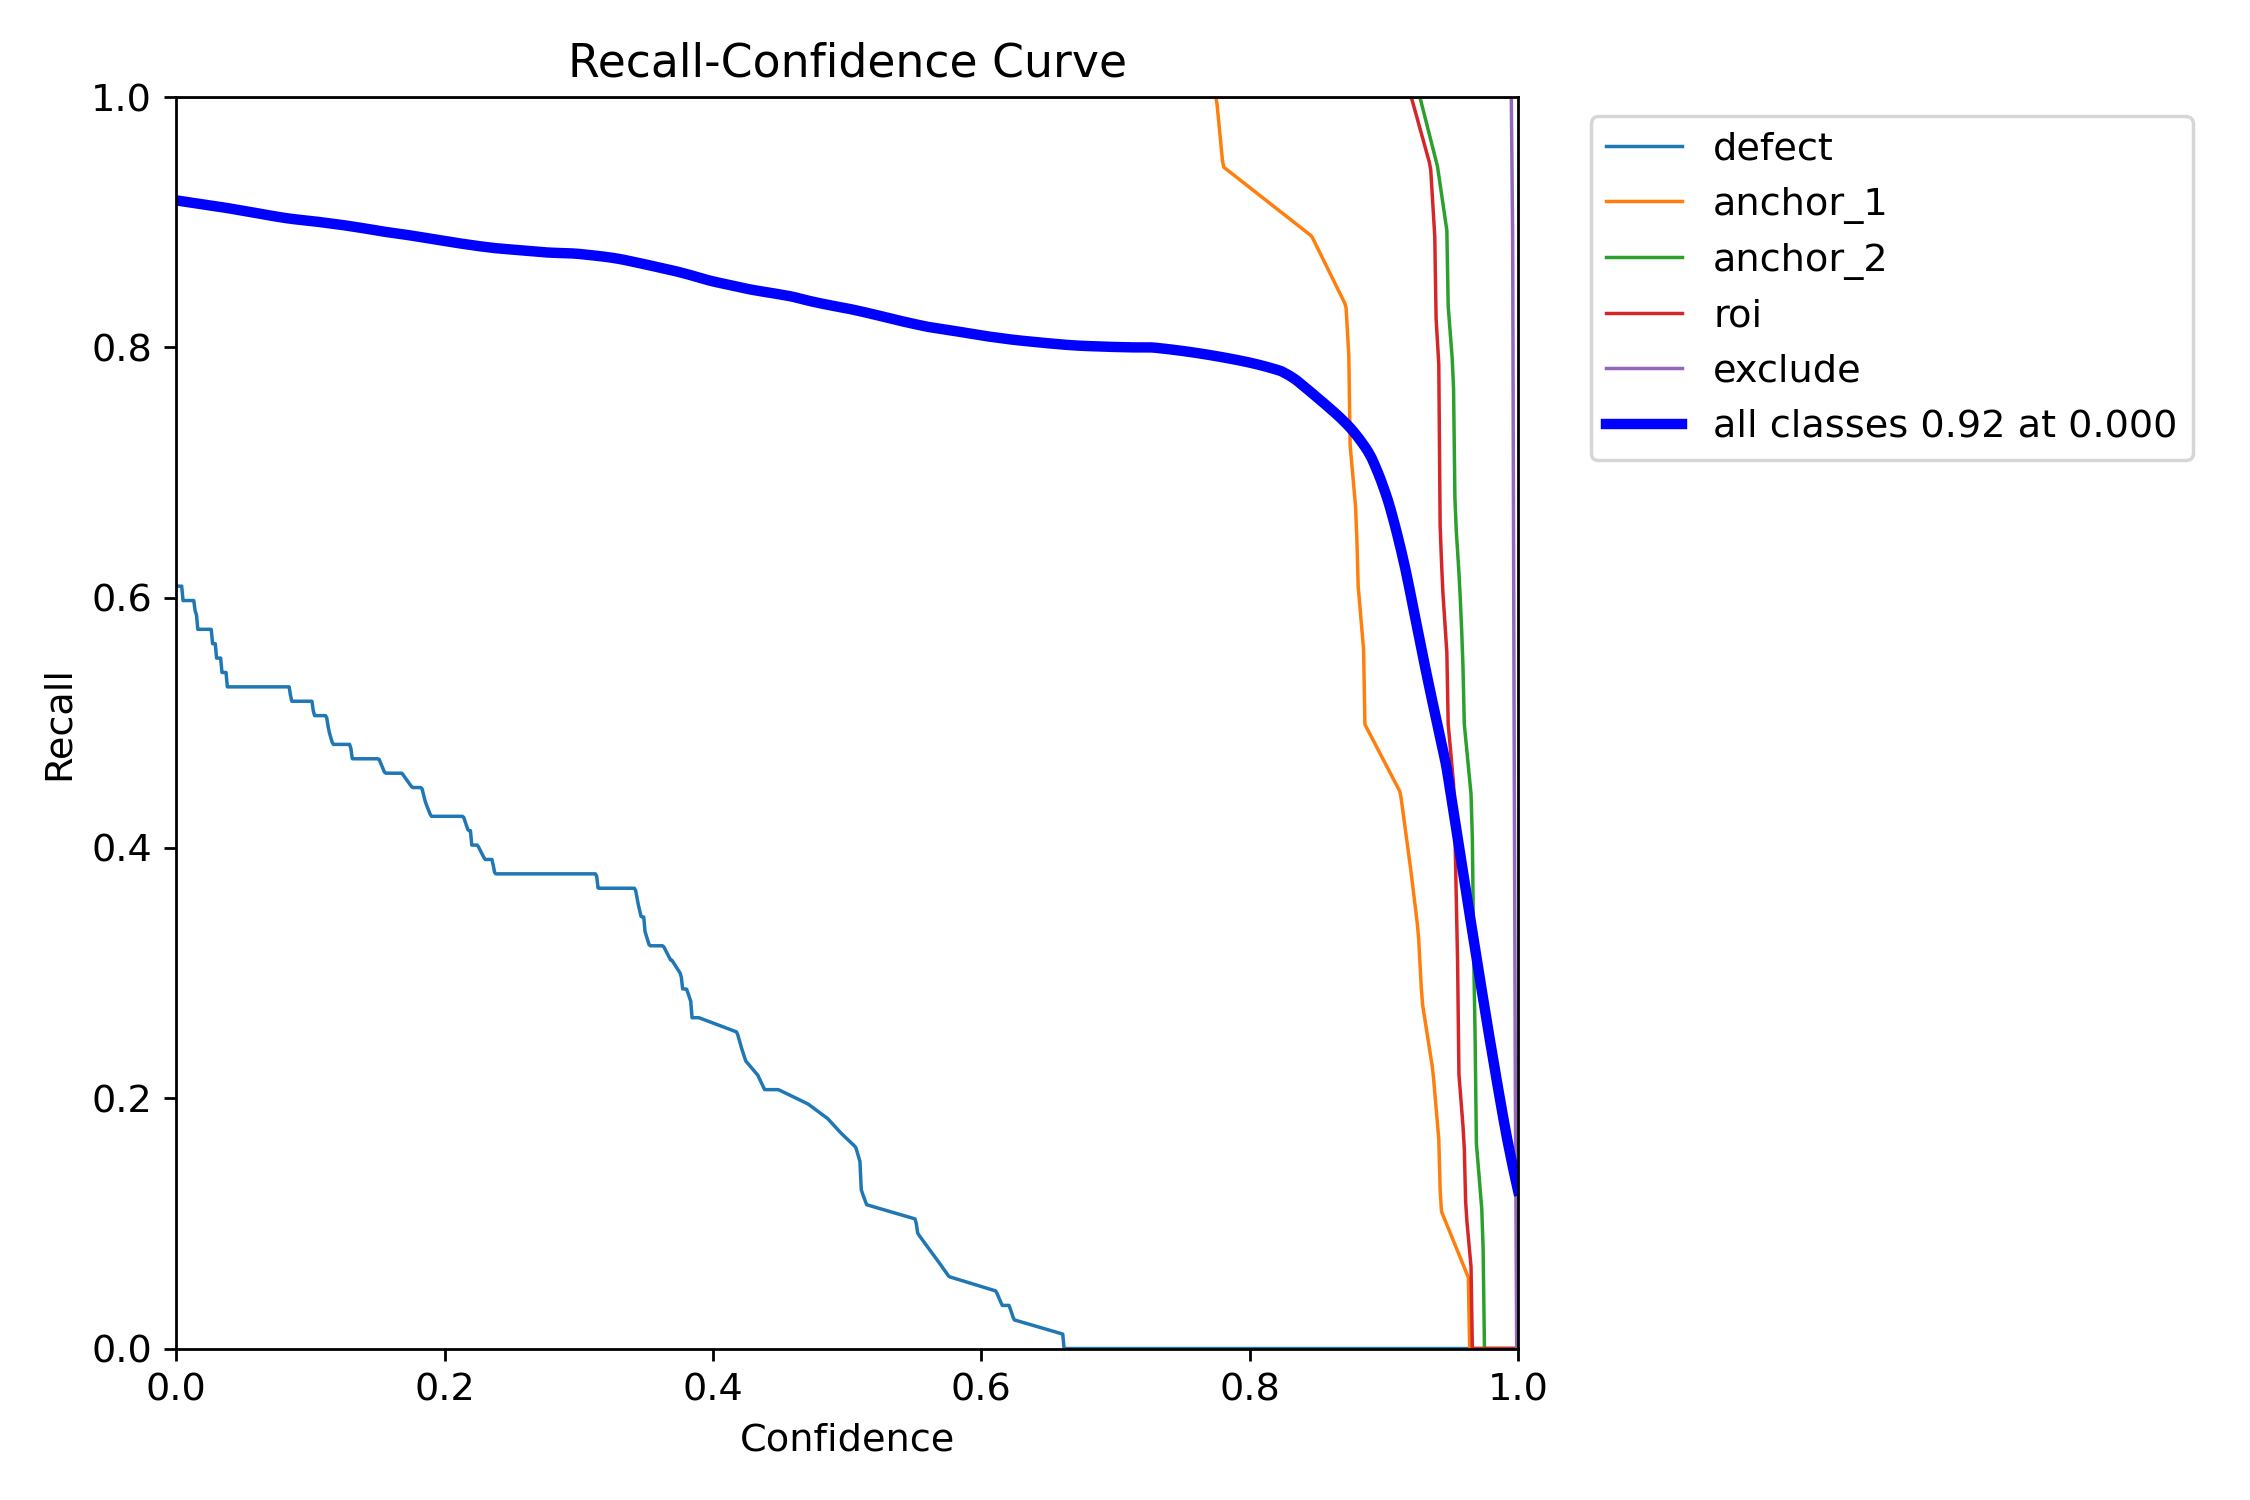 Recall-Confidence Curve
1.0
0.8
0.6
0.4
0.2
0.0
Recall
0.0 0.2 0.4 0.6 0.8 1.0
Confidence
defect
anchor_1
anchor_2
roi
exclude
all classes 0.92 at 0.000